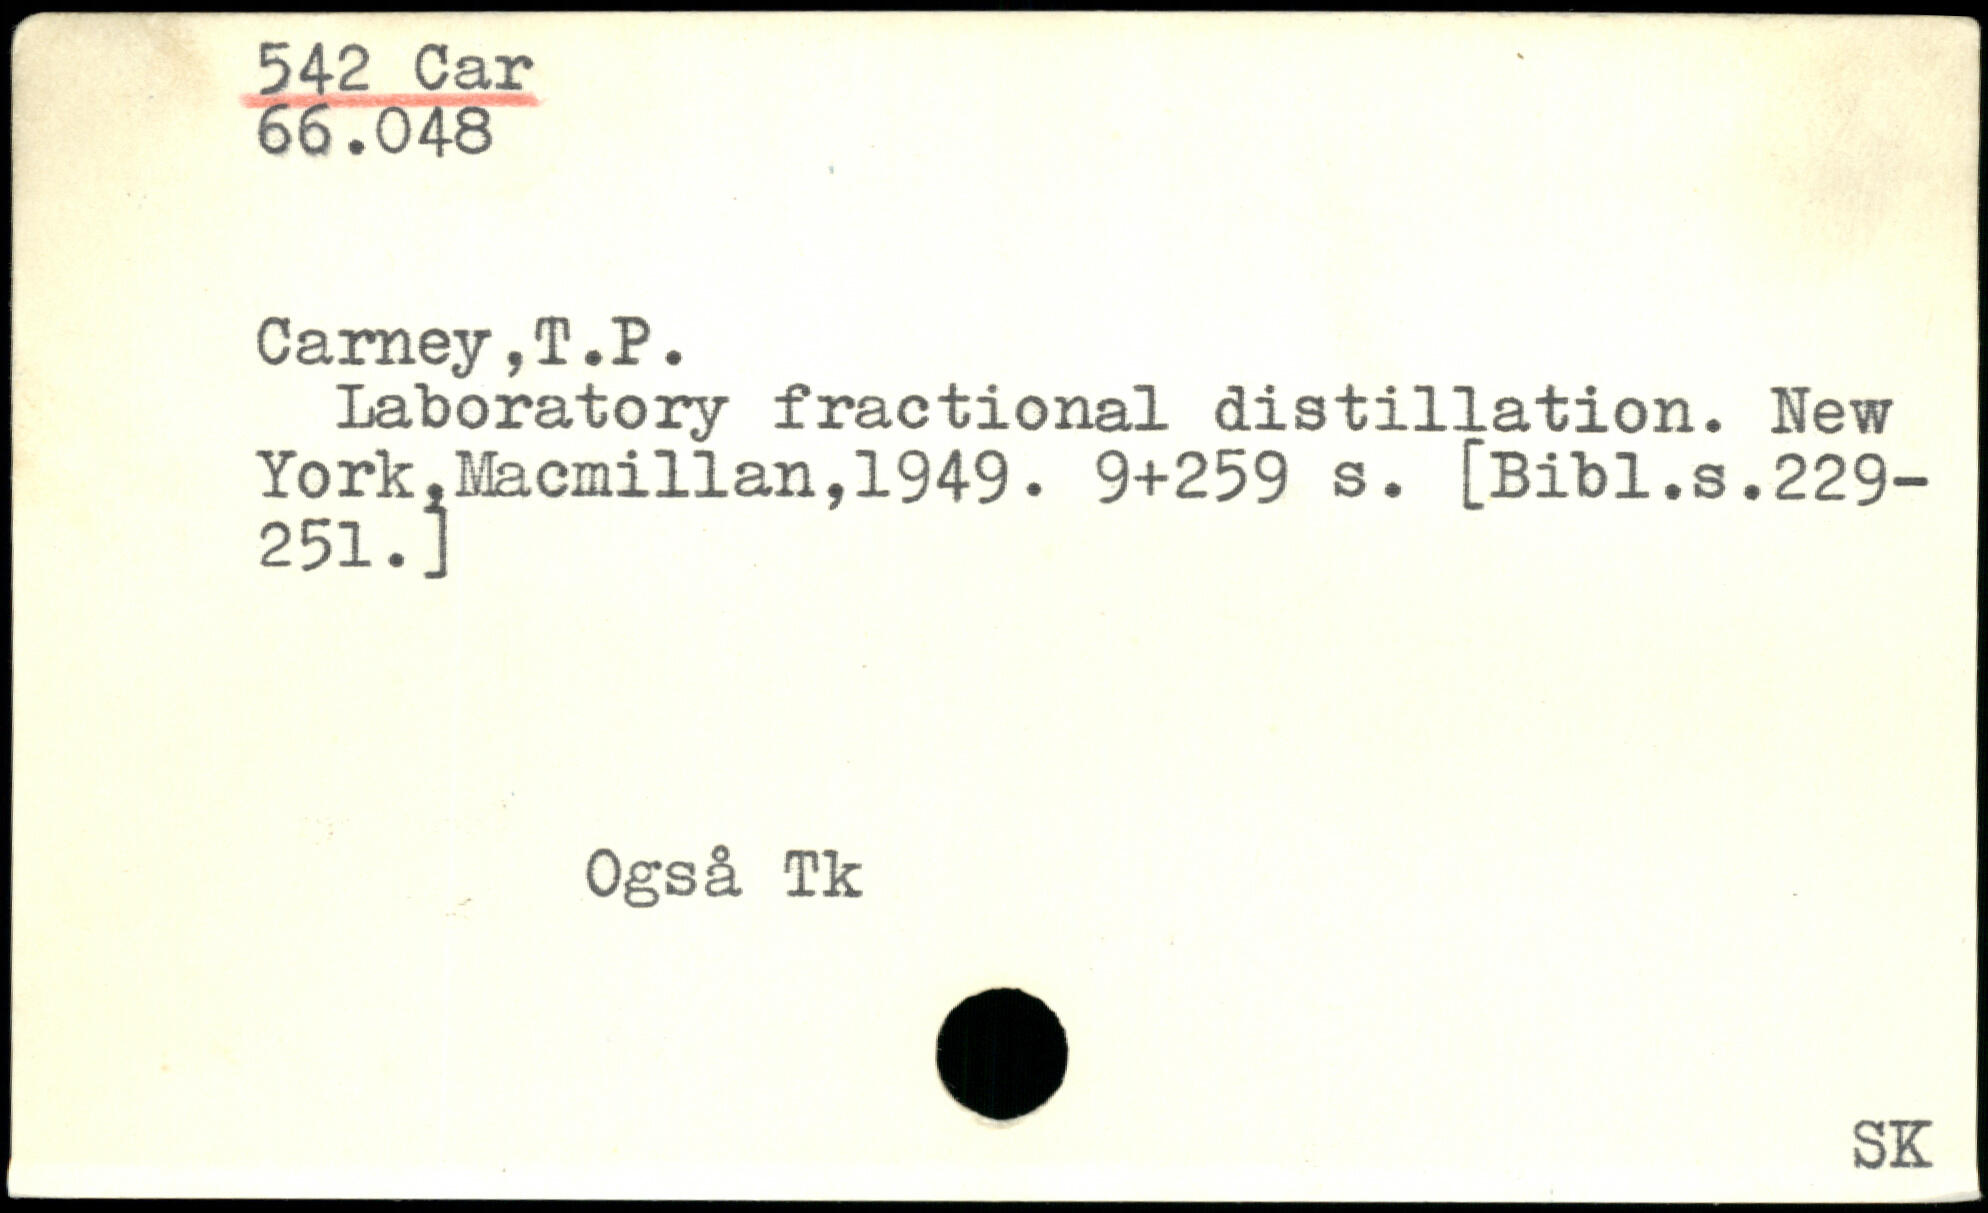 542 Car
66.048
Carney,T.P.
Laboratory fractional distillation. New
York,Macmillan,1949. 9+259 s. [Bibl.s.229-
251.]
Også Tk
SK